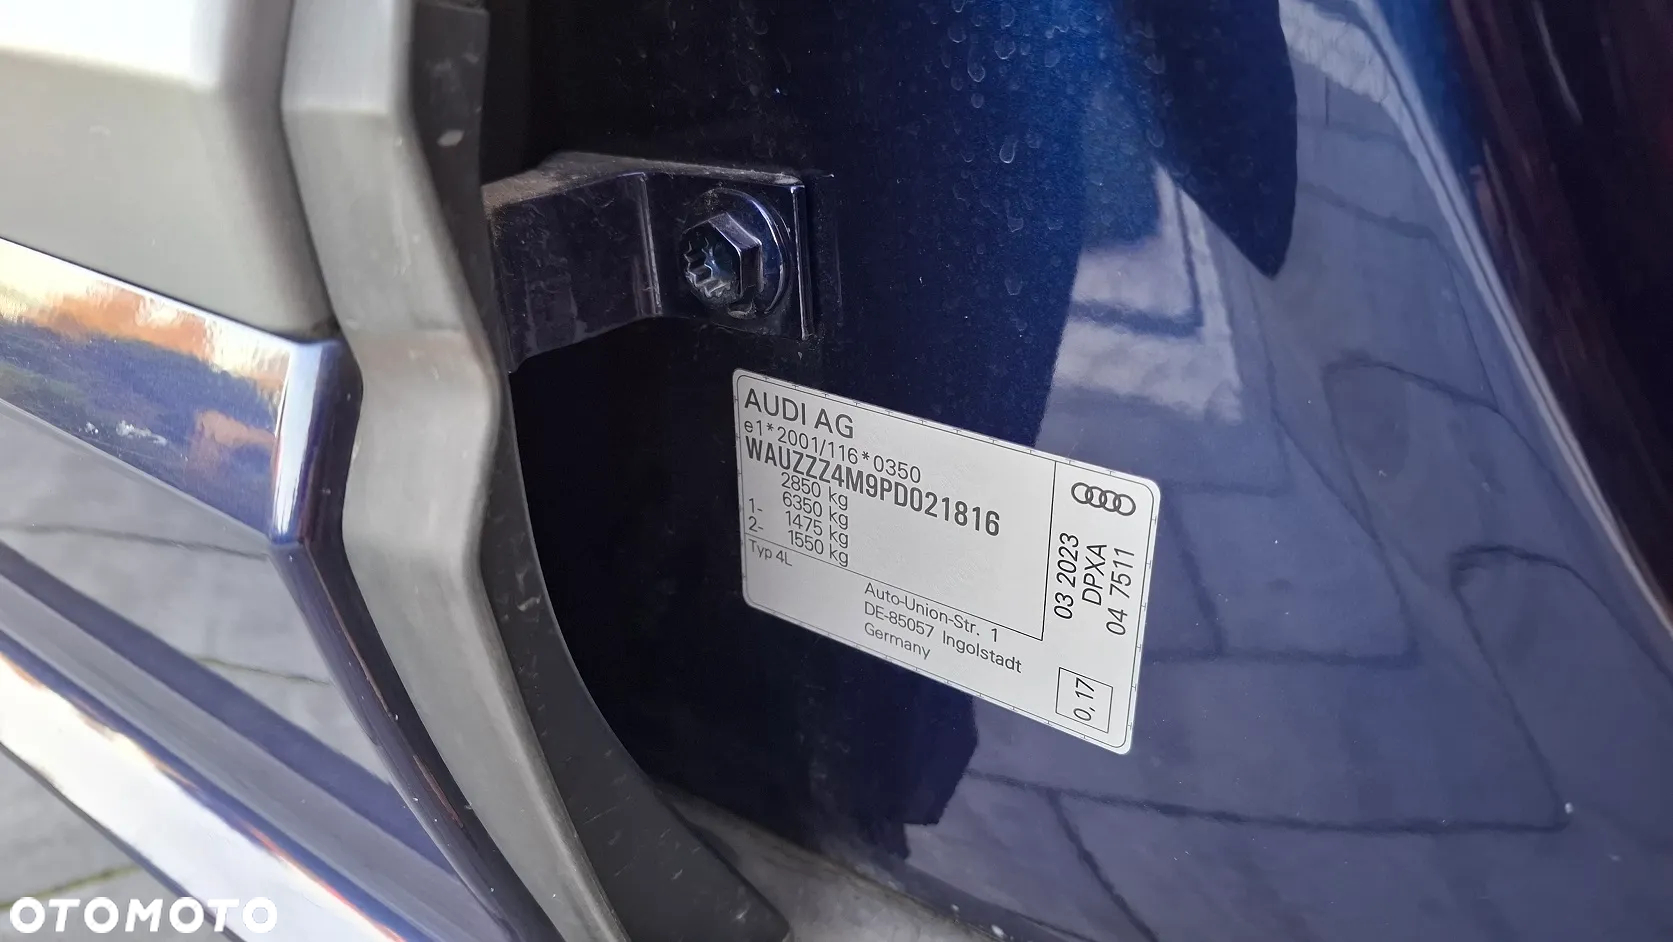 AUDI AG
e1*2001/116*0350
WAUZZZ4M9PD021816
2850 kg
6350 kg
1- 1475 kg
2- 1550 kg
Typ 4L
Auto-Union-Str. 1
DE-85057 Ingolstadt
Germany
03 2023
DPXA
04 7511
0,17
OTOMOTO